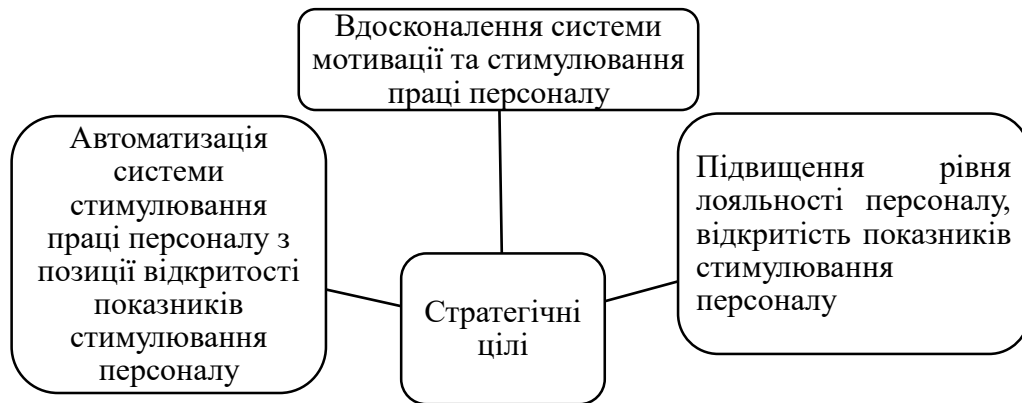 Вдосконалення системи
мотивації та стимулювання
праці персоналу
Автоматизація
системи
стимулювання
праці персоналу з
позиції відкритості
показників
стимулювання
персоналу
Підвищення рівня
лояльності персоналу,
відкритість показників
стимулювання
персоналу
Стратегічні
цілі